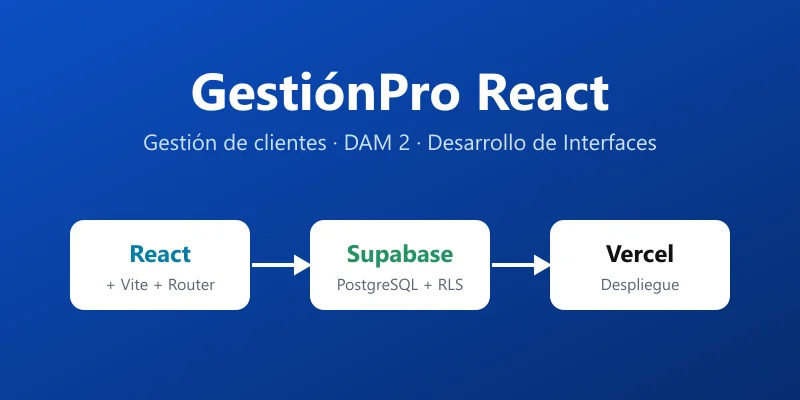 GestiónPro React
Gestión de clientes · DAM 2 · Desarrollo de Interfaces
React
+ Vite + Router
Supabase
PostgreSQL + RLS
Vercel
Despliegue